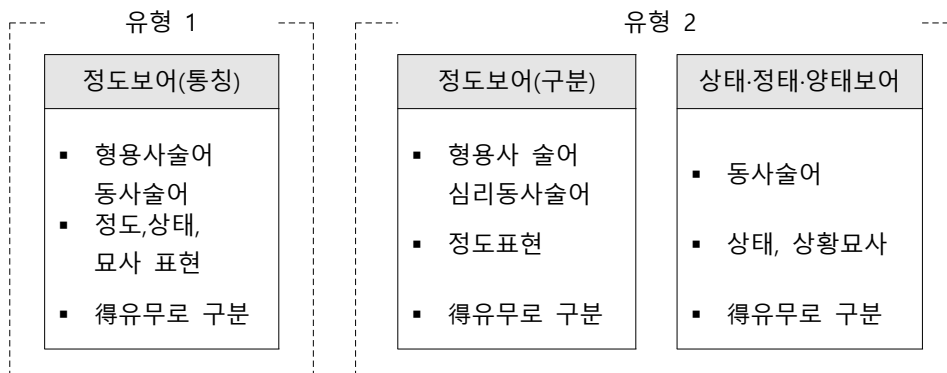 유형 1
정도보어(통칭)
▪ 형용사술어
동사술어
▪ 정도,상태,
묘사 표현
▪ 得유무로 구분
유형 2
정도보어(구분)
▪ 형용사 술어
심리동사술어
▪ 정도표현
▪ 得유무로 구분
상태·정태·양태보어
▪ 동사술어
▪ 상태, 상황묘사
▪ 得유무로 구분